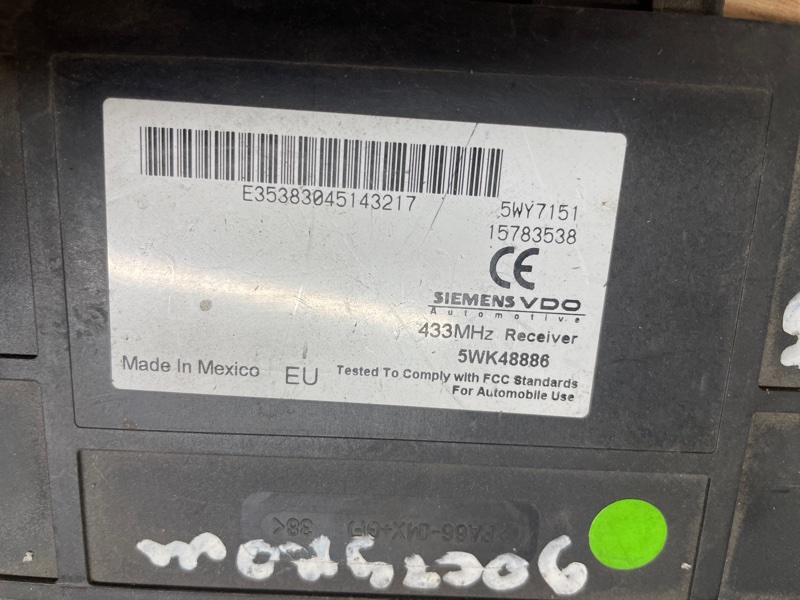 E35383045143217
5WY7151
15783538
CE
SIEMENS VDO
Automotive
433MHz Receiver
5WK48886
Made In Mexico
EU
Tested To Comply with FCC Standards
For Automobile Use